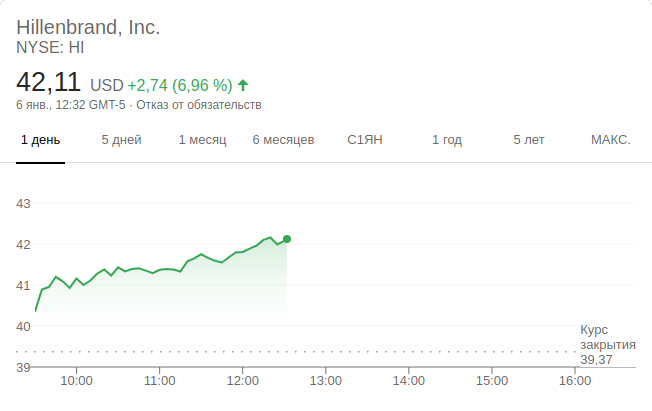 Hillenbrand, Inc.
NYSE: HI
42,11 USD +2,74 (6,96 %) ↑
6 янв., 12:32 GMT-5 · Отказ от обязательств
1 день 5 дней 1 месяц 6 месяцев С1ЯН 1 год 5 лет МАКС.
43
42
41
40
39
Курс
закрытия
39,37
10:00 11:00 12:00 13:00 14:00 15:00 16:00